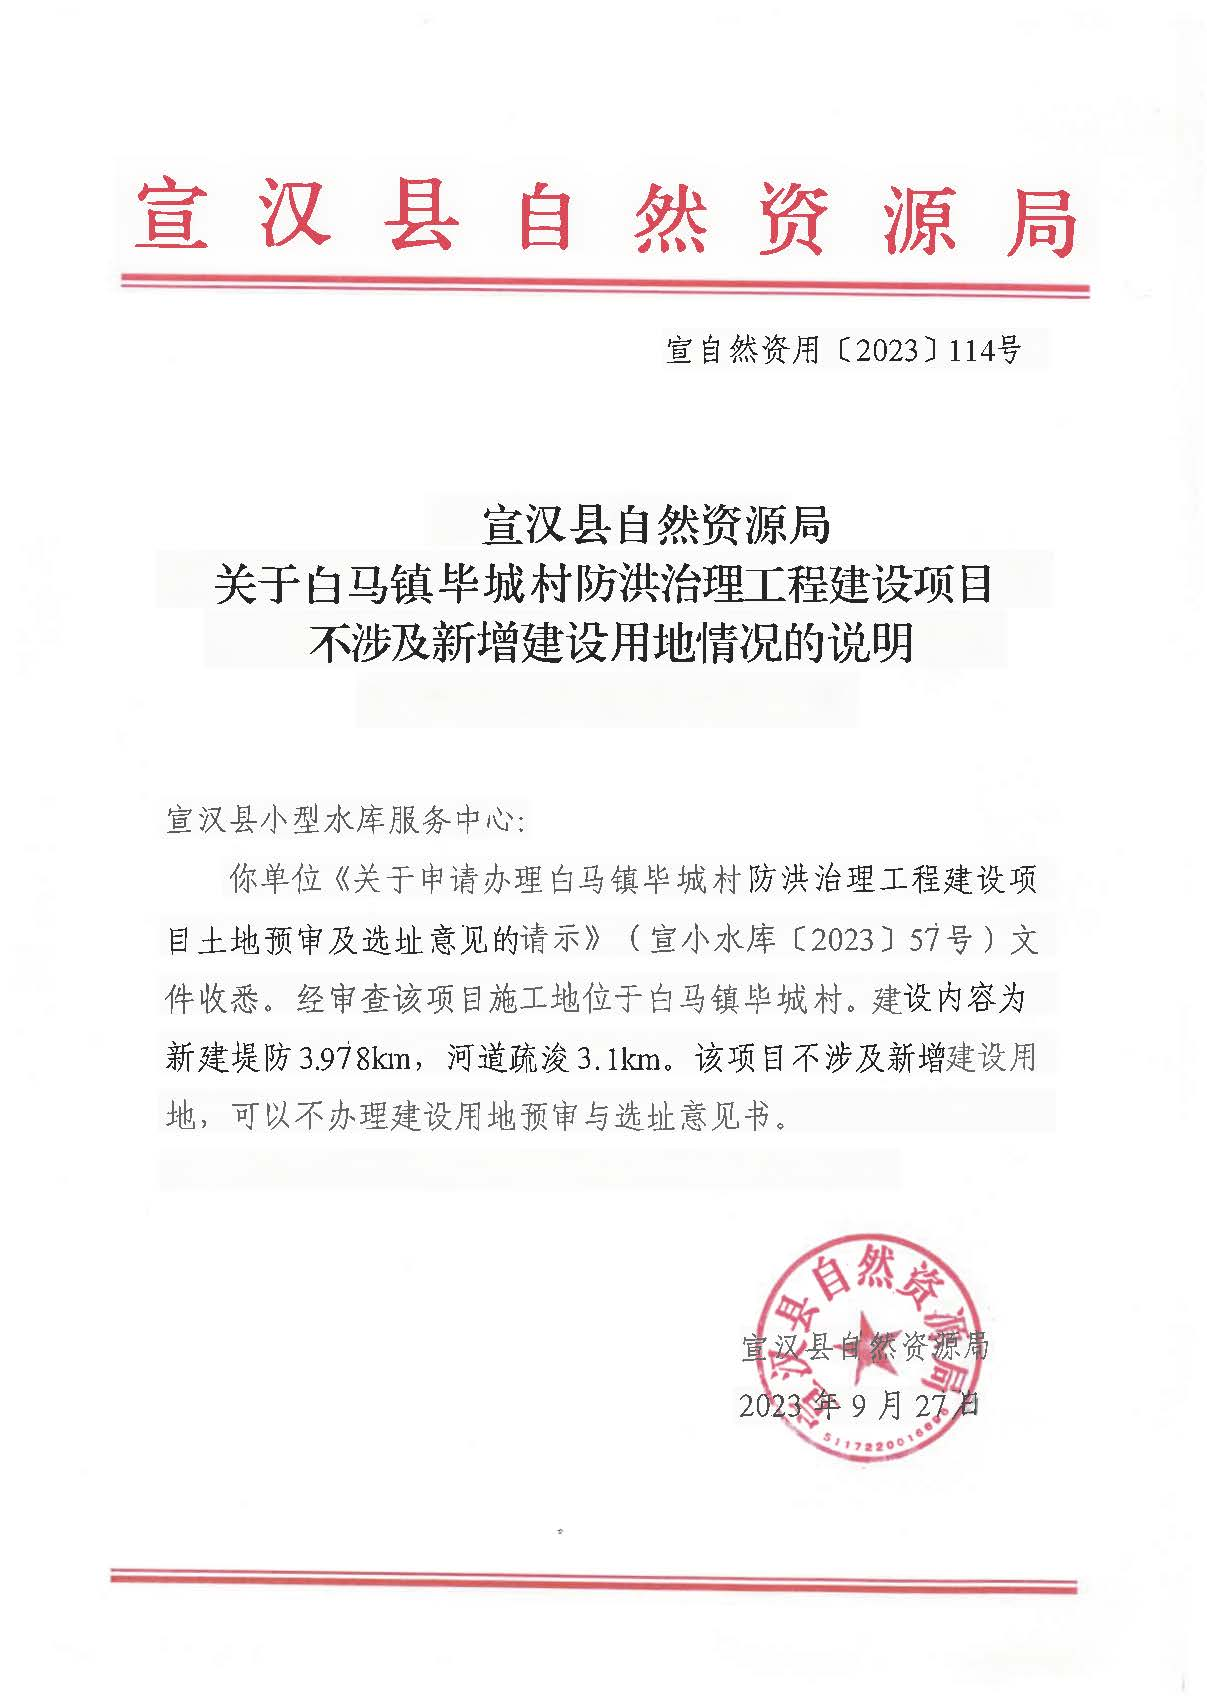 宣汉县自然资源局
宣自然资用〔2023〕114号
宣汉县自然资源局
关于白马镇毕城村防洪治理工程建设项目
不涉及新增建设用地情况的说明
宣汉县小型水库服务中心:
你单位《关于申请办理白马镇毕城村防洪治理工程建设项
目土地预审及选址意见的请示》（宣小水库〔2023〕57号）文
件收悉。经审查该项目施工地位于白马镇毕城村。建设内容为
新建堤防3.978km，河道疏浚3.1km。该项目不涉及新增建设用
地，可以不办理建设用地预审与选址意见书。
宣汉县自然资源局
2023年9月27日
宣汉县自然资源局